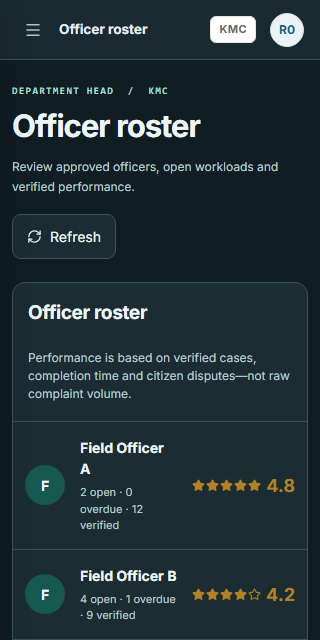 Officer roster
KMC
RO
DEPARTMENT HEAD / KMC
Officer roster
Review approved officers, open workloads and
verified performance.
Refresh
Officer roster
Performance is based on verified cases,
completion time and citizen disputes—not raw
complaint volume.
F
Field Officer
A
2 open · 0
overdue · 12
verified
4.8
F
Field Officer B
4 open · 1 overdue
· 9 verified
4.2